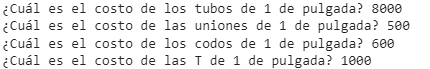 ¿Cuál es el costo de los tubos de 1 de pulgada? 8000
¿Cuál es el costo de las uniones de 1 de pulgada? 500
¿Cuál es el costo de los codos de 1 de pulgada? 600
¿Cuál es el costo de las T de 1 de pulgada? 1000